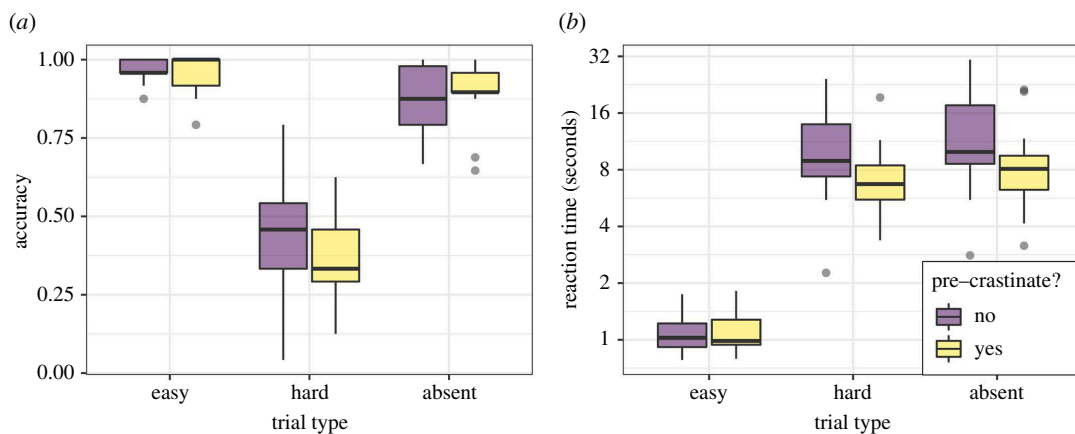 (a)
accuracy
1.00
0.75
0.50
0.25
0.00
easy hard absent
trial type
(b)
reaction time (seconds)
32
16
8
4
2
1
easy hard absent
trial type
pre–crastinate?
no
yes